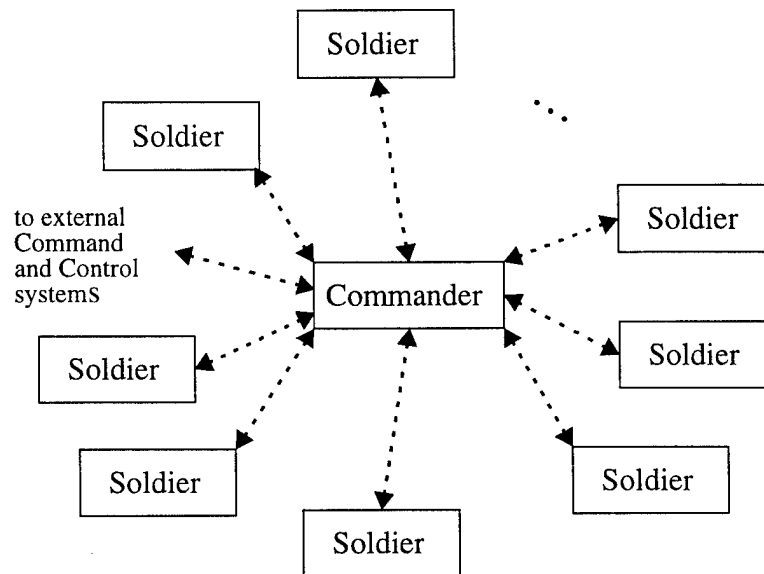 Soldier
Soldier
Soldier
to external
Command
and Control
systems
Commander
Soldier
Soldier
Soldier
Soldier
Soldier